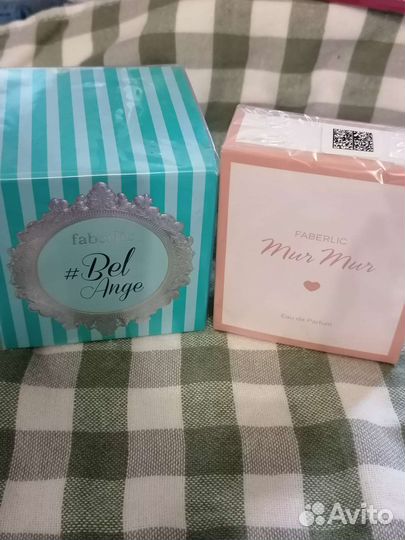 faberlic
#Bel
Ange
FABERLIC
Mur Mur
Eau de Parfum
Avito